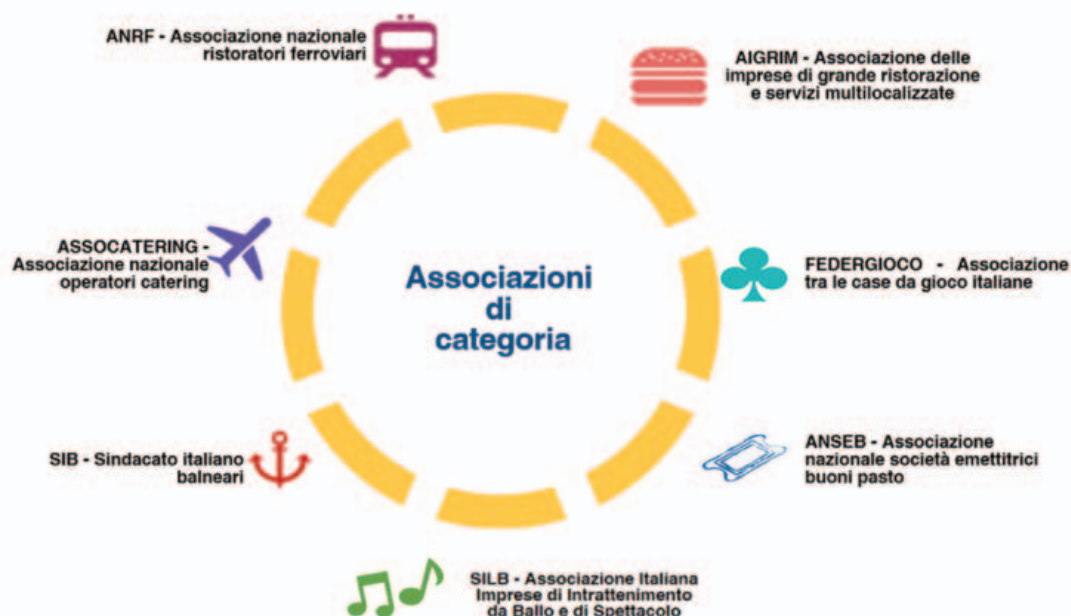 ANRF - Associazione nazionale
ristoratori ferroviari
AIGRIM - Associazione delle
imprese di grande ristorazione
e servizi multilocalizzate
ASSOCATERING -
Associazione nazionale
operatori catering
Associazioni
di
categoria
FEDERGIOCO - Associazione
tra le case da gioco italiane
SIB - Sindacato italiano
balneari
ANSEB - Associazione
nazionale società emettitrici
buoni pasto
SILB - Associazione Italiana
Imprese di Intrattenimento
da Ballo e di Spettacolo